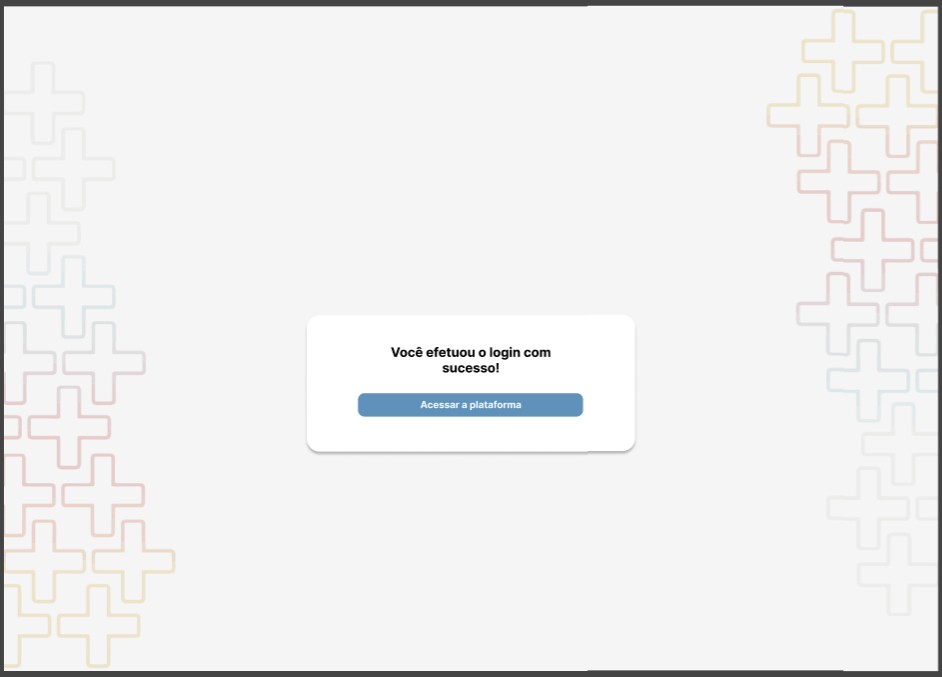 Você efetuou o login com
sucesso!
Acessar a plataforma